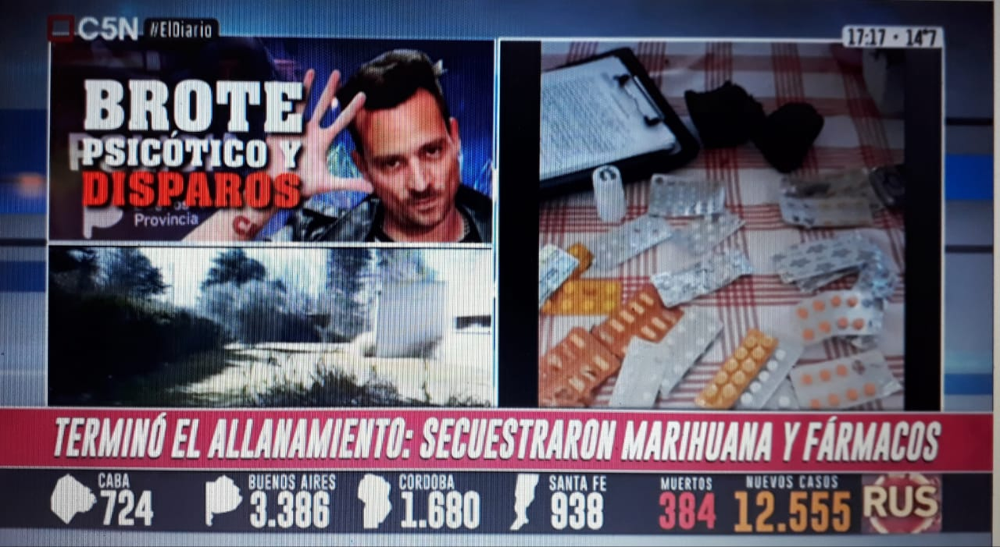 C5N #ElDiario
17:17 • 14°7
BROTE
PSICÓTICO Y
DISPAROS
Provincia
TERMINÓ EL ALLANAMIENTO: SECUESTRARON MARIHUANA Y FÁRMACOS
CABA
724
BUENOS AIRES
3.386
CORDOBA
1.680
SANTA FE
938
MUERTOS
384
NUEVOS CASOS
12.555
RUS